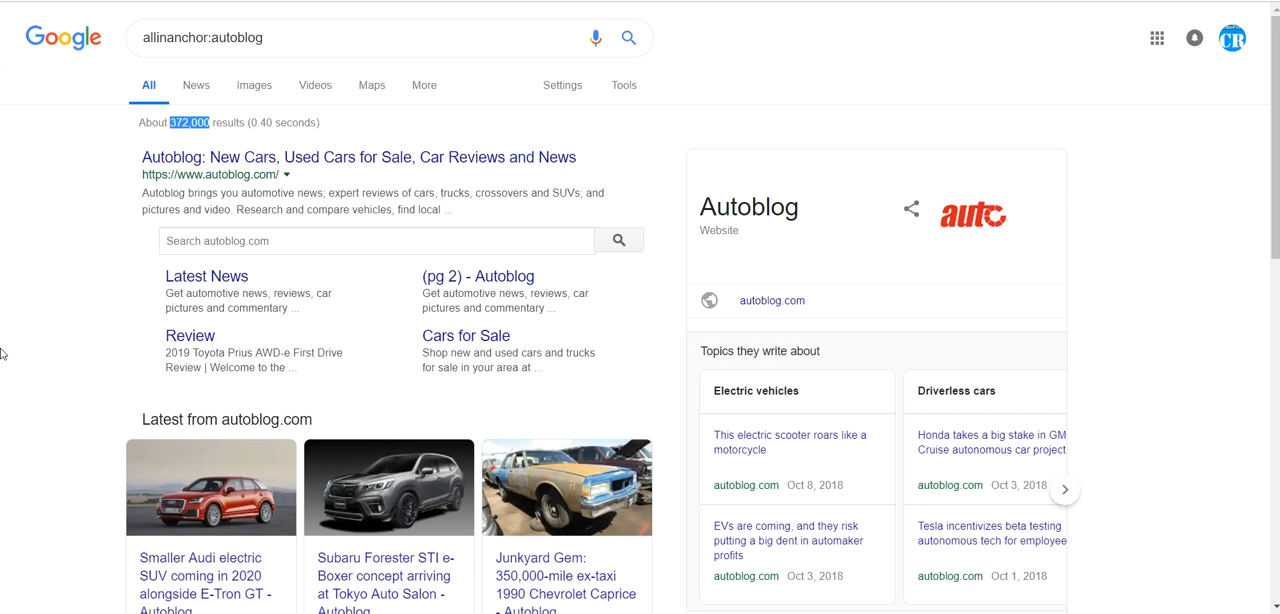 Google
allinanchor:autoblog
CR
All News Images Videos Maps More Settings Tools
About 372,000 results (0.40 seconds)
Autoblog: New Cars, Used Cars for Sale, Car Reviews and News
https://www.autoblog.com/
Autoblog brings you automotive news; expert reviews of cars, trucks, crossovers and SUVs; and
pictures and video. Research and compare vehicles, find local ...
Search autoblog.com
Latest News
Get automotive news, reviews, car
pictures and commentary ...
(pg 2) - Autoblog
Get automotive news, reviews, car
pictures and commentary ...
Review
2019 Toyota Prius AWD-e First Drive
Review | Welcome to the ...
Cars for Sale
Shop new and used cars and trucks
for sale in your area at ...
Latest from autoblog.com
Smaller Audi electric
SUV coming in 2020
alongside E-Tron GT -
Autoblog
Subaru Forester STI e-
Boxer concept arriving
at Tokyo Auto Salon -
Autoblog
Junkyard Gem:
350,000-mile ex-taxi
1990 Chevrolet Caprice
- Autoblog
Autoblog
Website
auto
autoblog.com
Topics they write about
Electric vehicles
This electric scooter roars like a
motorcycle
autoblog.com Oct 8, 2018
EVs are coming, and they risk
putting a big dent in automaker
profits
autoblog.com Oct 3, 2018
Driverless cars
Honda takes a big stake in GM
Cruise autonomous car project
autoblog.com Oct 3, 2018
Tesla incentivizes beta testing
autonomous tech for employee
autoblog.com Oct 1, 2018